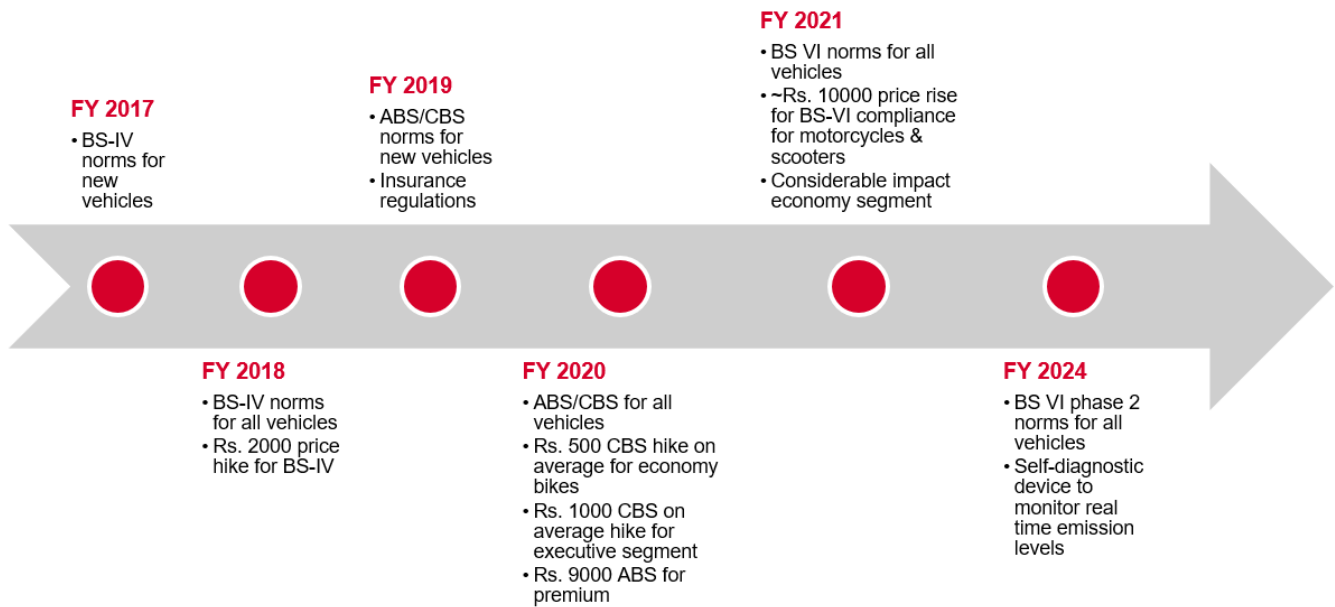 FY 2017
• BS-IV
norms for
new
vehicles
FY 2018
• BS-IV norms
for all vehicles
• Rs. 2000 price
hike for BS-IV
FY 2019
• ABS/CBS
norms for
new vehicles
• Insurance
regulations
FY 2020
• ABS/CBS for all
vehicles
• Rs. 500 CBS hike on
average for economy
bikes
• Rs. 1000 CBS on
average hike for
executive segment
• Rs. 9000 ABS for
premium
FY 2021
• BS VI norms for all
vehicles
• ~Rs. 10000 price rise
for BS-VI compliance
for motorcycles &
scooters
• Considerable impact
economy segment
FY 2024
• BS VI phase 2
norms for all
vehicles
• Self-diagnostic
device to
monitor real
time emission
levels